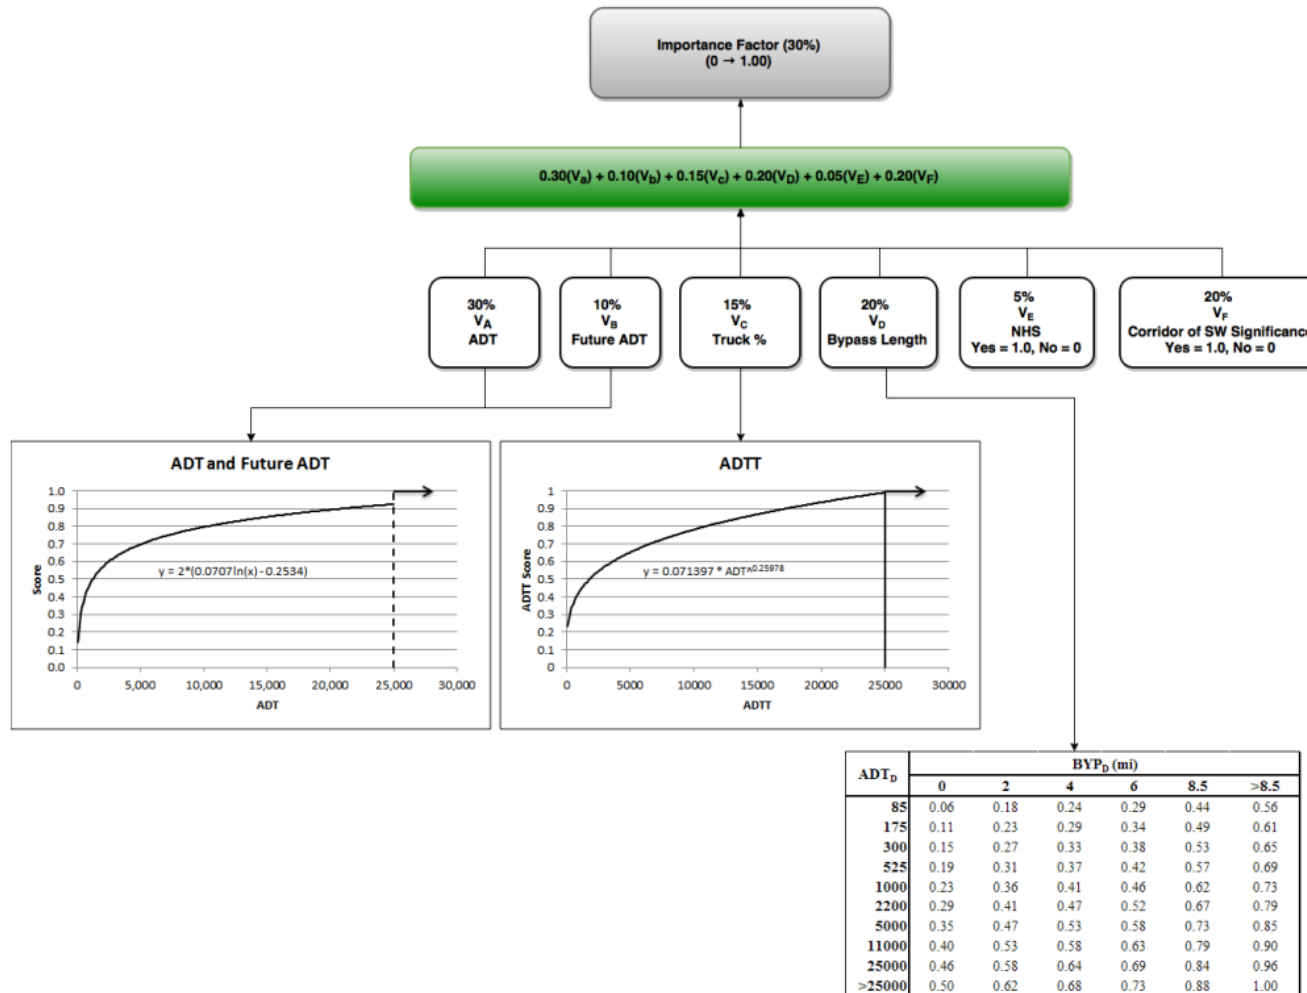 Importance Factor (30%)
(0 → 1.00)
0.30(Va) + 0.10(Vb) + 0.15(Vc) + 0.20(VD) + 0.05(VE) + 0.20(VF)
30%
VA
ADT
10%
VB
Future ADT
15%
VC
Truck %
20%
VD
Bypass Length
5%
VE
NHS
Yes = 1.0, No = 0
20%
VF
Corridor of SW Significance
Yes = 1.0, No = 0
ADT and Future ADT
1.0
0.9
0.8
0.7
0.6
0.5
0.4
0.3
0.2
0.1
0.0
Score
y = 2*(0.0707ln(x) - 0.2534)
0 5,000 10,000 15,000 20,000 25,000 30,000
ADT
ADTT
1
0.9
0.8
0.7
0.6
0.5
0.4
0.3
0.2
0.1
0
ADTT Score
y = 0.071397 * ADT^0.25978
0 5000 10000 15000 20000 25000 30000
ADTT
ADTD BYPD (mi)
0 2 4 6 8.5 >8.5
85 0.06 0.18 0.24 0.29 0.44 0.56
175 0.11 0.23 0.29 0.34 0.49 0.61
300 0.15 0.27 0.33 0.38 0.53 0.65
525 0.19 0.31 0.37 0.42 0.57 0.69
1000 0.23 0.36 0.41 0.46 0.62 0.73
2200 0.29 0.41 0.47 0.52 0.67 0.79
5000 0.35 0.47 0.53 0.58 0.73 0.85
11000 0.40 0.53 0.58 0.63 0.79 0.90
25000 0.46 0.58 0.64 0.69 0.84 0.96
>25000 0.50 0.62 0.68 0.73 0.88 1.00